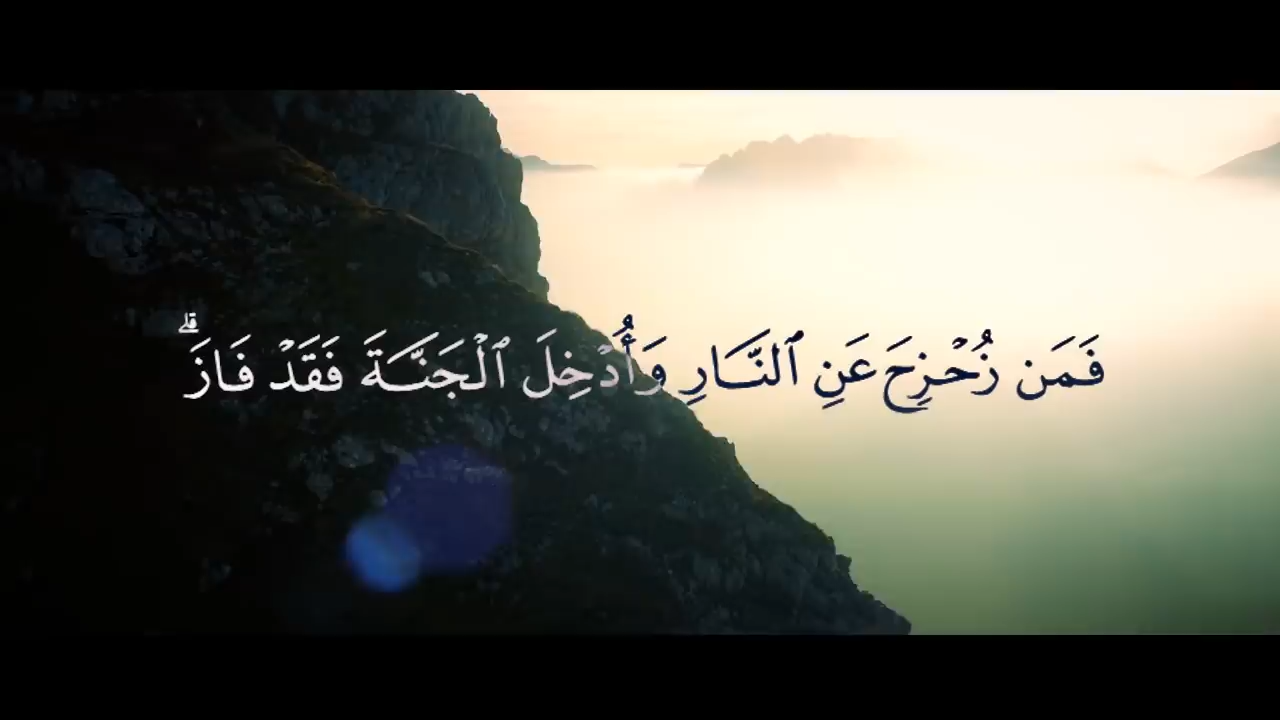 فَمَن زُحۡزِحَ عَنِ ٱلنَّارِ وَأُدۡخِلَ ٱلۡجَنَّةَ فَقَدۡ فَازَۗ